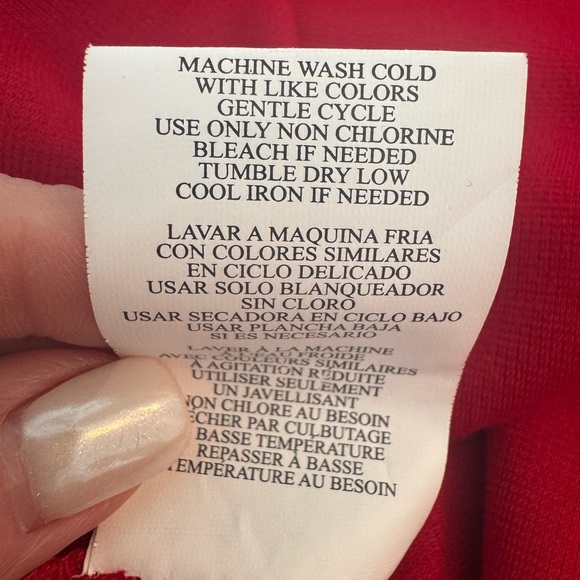 MACHINE WASH COLD
WITH LIKE COLORS
GENTLE CYCLE
USE ONLY NON CHLORINE
BLEACH IF NEEDED
TUMBLE DRY LOW
COOL IRON IF NEEDED
LAVAR A MAQUINA FRIA
CON COLORES SIMILARES
EN CICLO DELICADO
USAR SOLO BLANQUEADOR
SIN CLORO
USAR SECADORA EN CICLO BAJO
USAR PLANCHA BAJA
SI ES NECESARIO
LAVER À LA MACHINE
À L'EAU FROIDE
AVEC COULEURS SIMILAIRES
À AGITATION RÉDUITE
UTILISER SEULEMENT
UN JAVELLISANT
NON CHLORE AU BESOIN
PAR CULBUTAGE
BASSE TEMPÉRATURE
REPASSER À BASSE
TEMPÉRATURE AU BESOIN